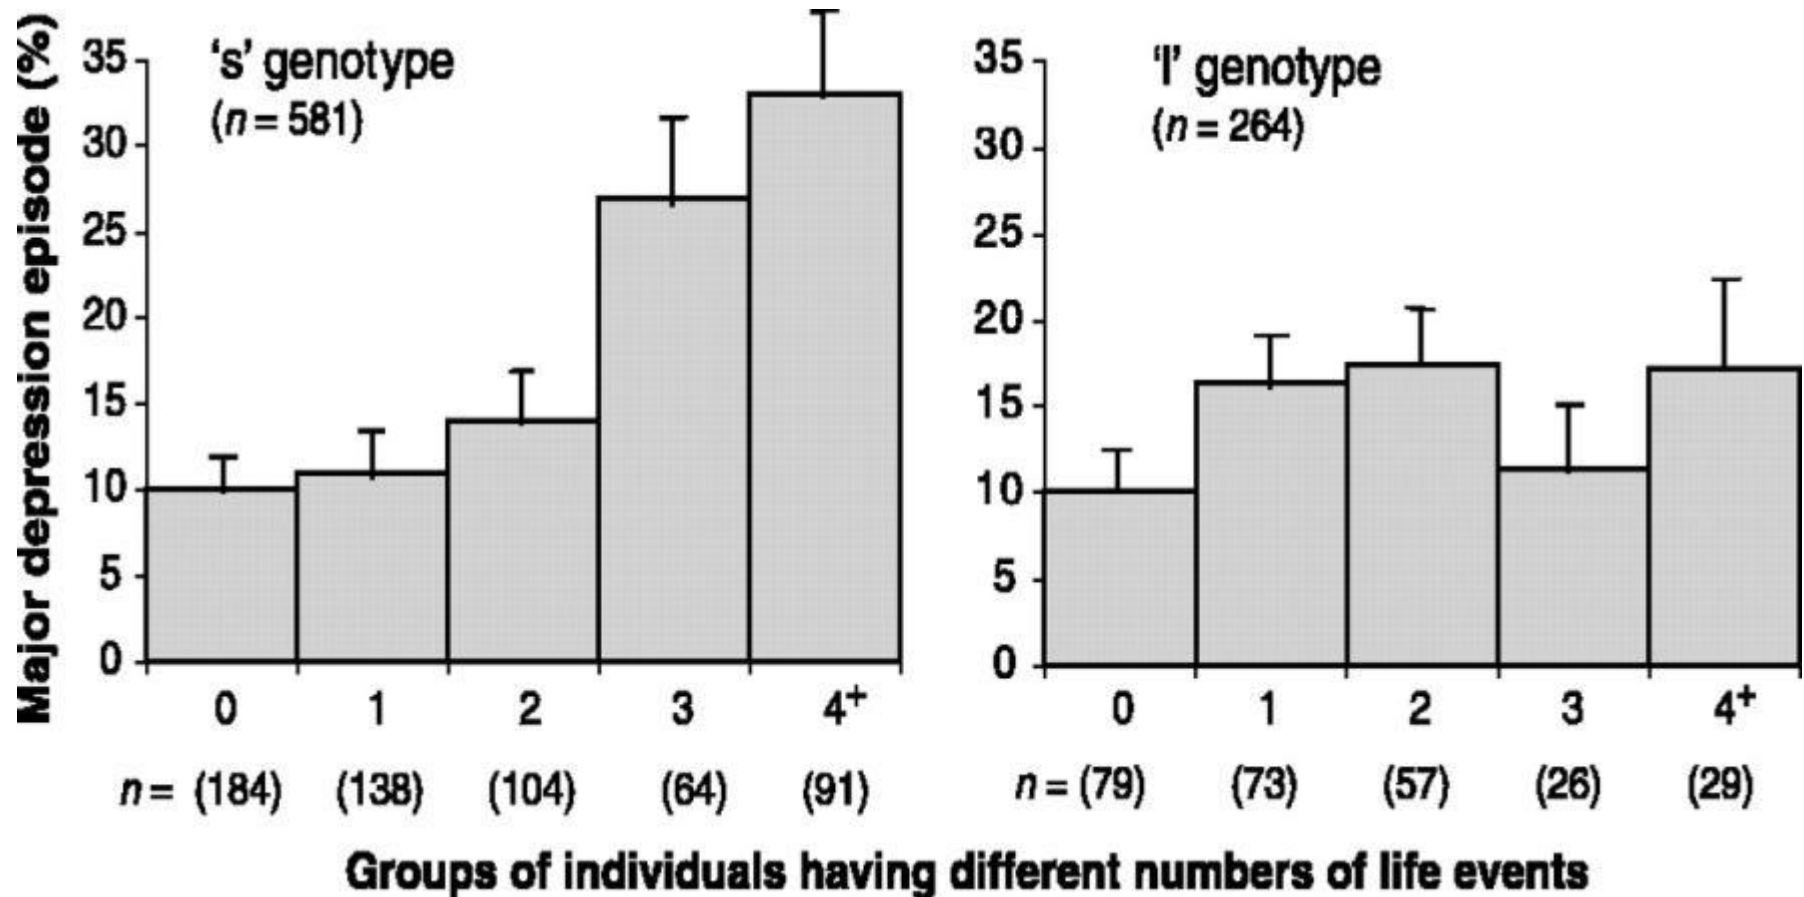 Major depression episode (%)
‘s’ genotype
(n = 581)
35
30
25
20
15
10
5
0
0 1 2 3 4+
n = (184) (138) (104) (64) (91)
‘l’ genotype
(n = 264)
35
30
25
20
15
10
5
0
0 1 2 3 4+
n = (79) (73) (57) (26) (29)
Groups of individuals having different numbers of life events